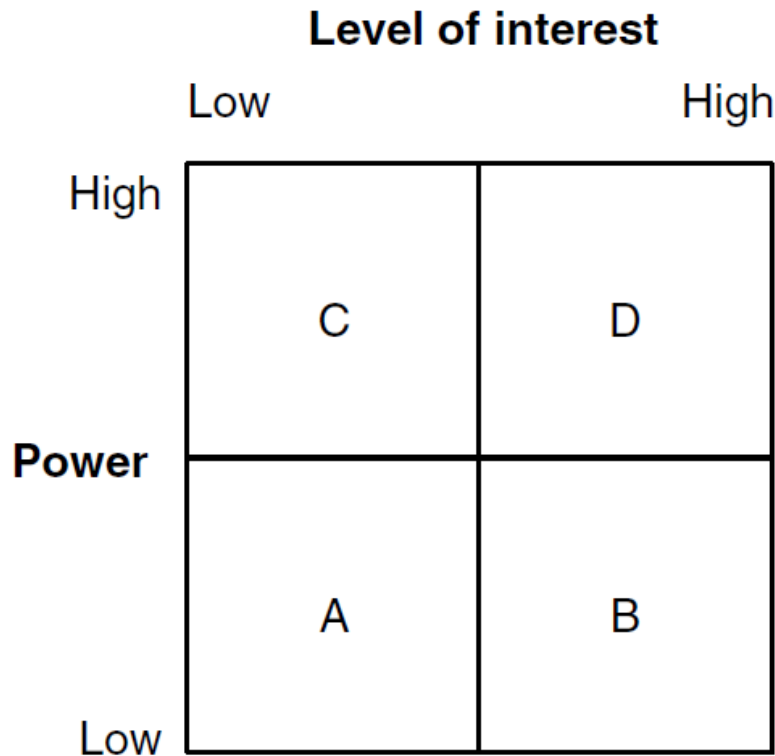 Level of interest
Low High
High
C D
Power
A B
Low